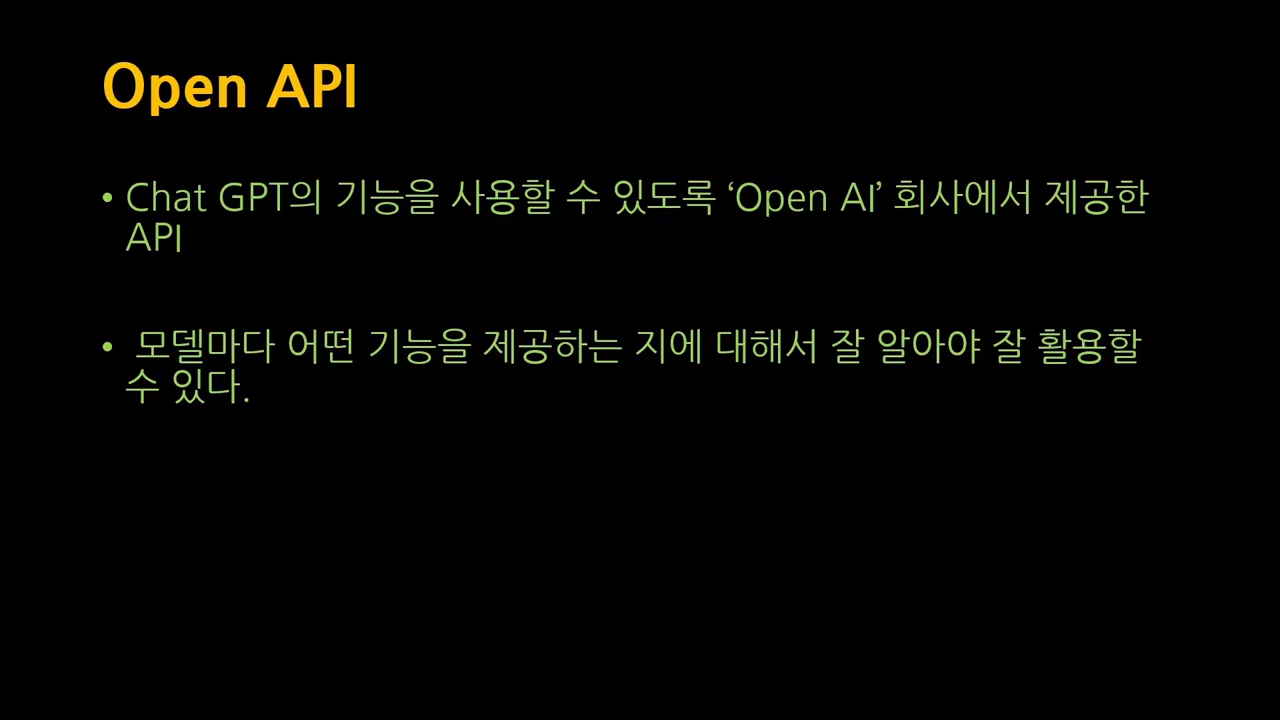 Open API
• Chat GPT의 기능을 사용할 수 있도록 ‘Open AI’ 회사에서 제공한
API
• 모델마다 어떤 기능을 제공하는 지에 대해서 잘 알아야 잘 활용할
수 있다.